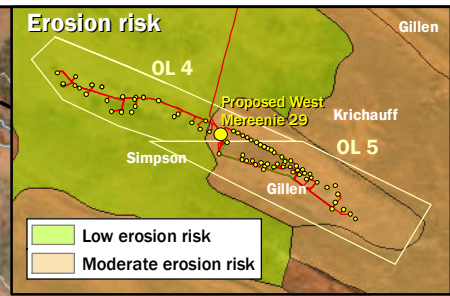 Erosion risk
Gillen
OL 4
Proposed West
Mereenie 29
Krichauff
OL 5
Simpson
Gillen
Low erosion risk
Moderate erosion risk